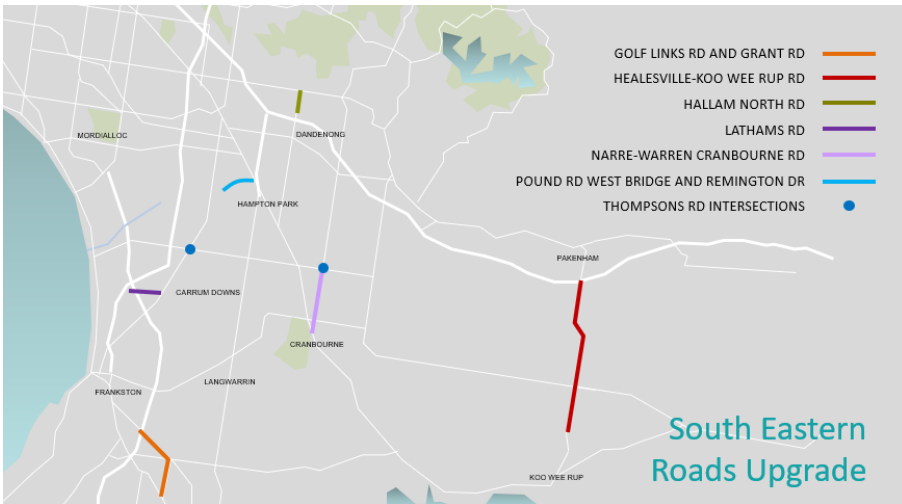 GOLF LINKS RD AND GRANT RD
HEALESVILLE-KOO WEE RUP RD
HALLAM NORTH RD
LATHAMS RD
NARRE-WARREN CRANBOURNE RD
POUND RD WEST BRIDGE AND REMINGTON DR
THOMPSONS RD INTERSECTIONS
MORDIALLOC
DANDENONG
HAMPTON PARK
PAKENHAM
CARRUM DOWNS
CRANBOURNE
LANGWARRIN
FRANKSTON
KOO WEE RUP
South Eastern
Roads Upgrade